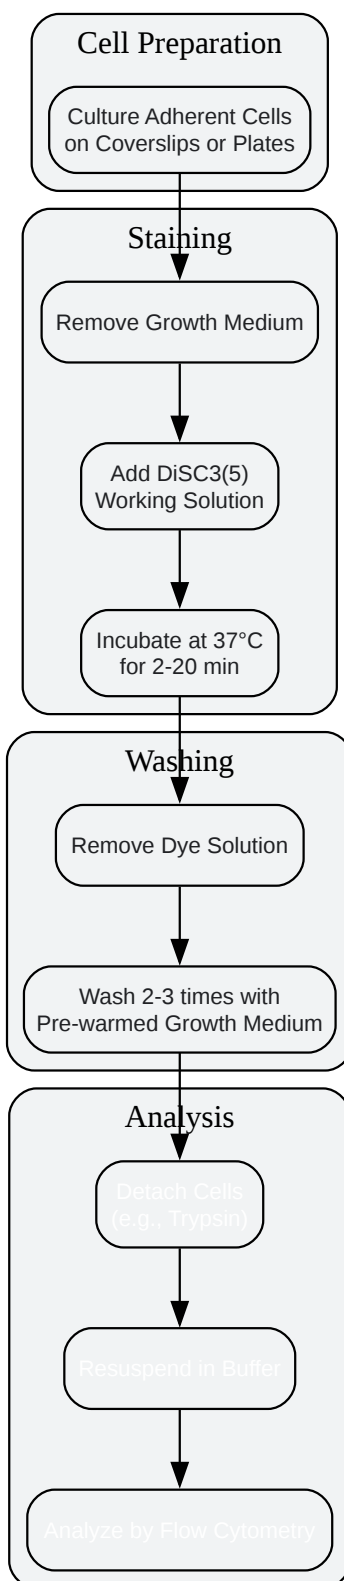 Cell Preparation
Culture Adherent Cells
on Coverslips or Plates
Staining
Remove Growth Medium
Add DiSC3(5)
Working Solution
Incubate at 37°C
for 2-20 min
Washing
Remove Dye Solution
Wash 2-3 times with
Pre-warmed Growth Medium
Analysis
Detach Cells
(e.g., Trypsin)
Resuspend in Buffer
Analyze by Flow Cytometry